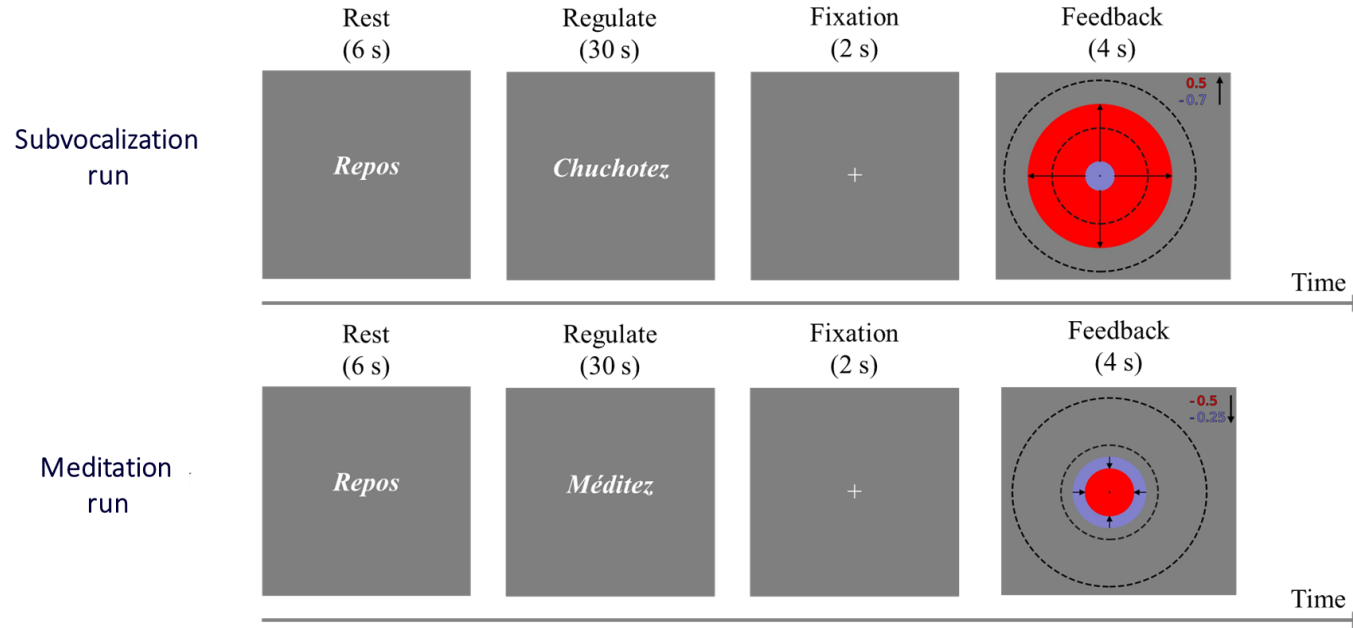 Rest
(6 s)
Regulate
(30 s)
Fixation
(2 s)
Feedback
(4 s)
Subvocalization
run
Repos
Chuchotez
+
0.5
-0.7
Time
Rest
(6 s)
Regulate
(30 s)
Fixation
(2 s)
Feedback
(4 s)
Meditation
run
Repos
Méditez
+
-0.5
-0.25
Time